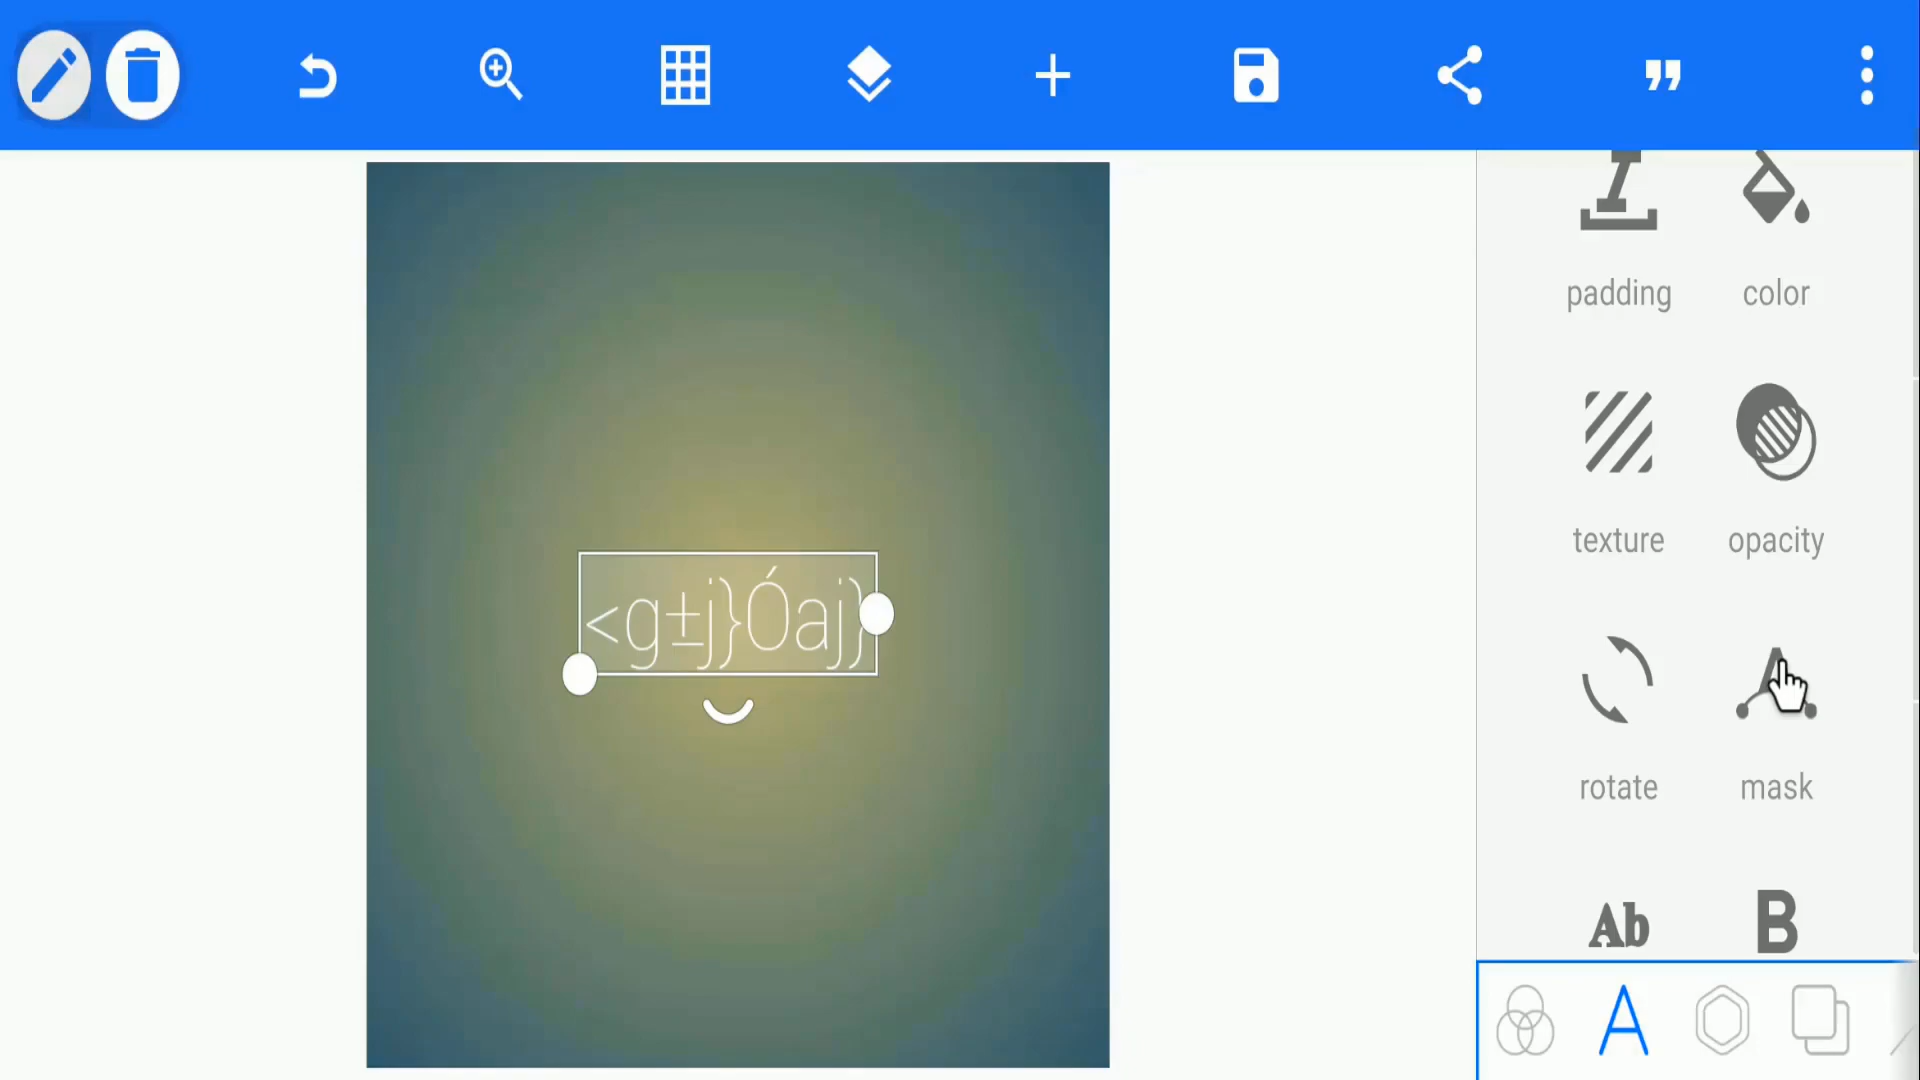 padding
color
<g±j}Óaj}
texture
opacity
rotate
mask
Ab
B
A